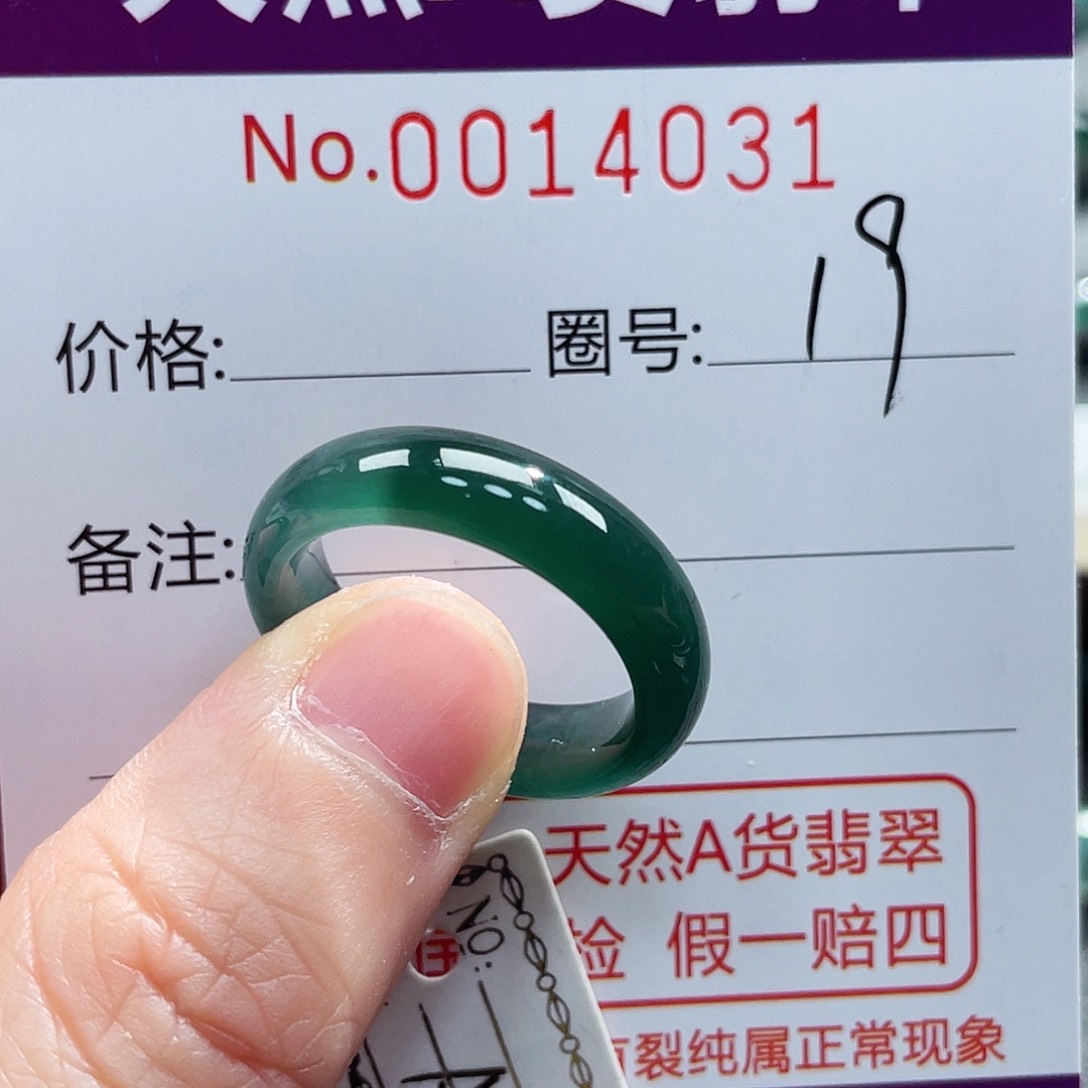 No.0014031
价格: 圈号: 19
备注:
天然A货翡翠
检 假一赔四
NO:
裂纯属正常现象